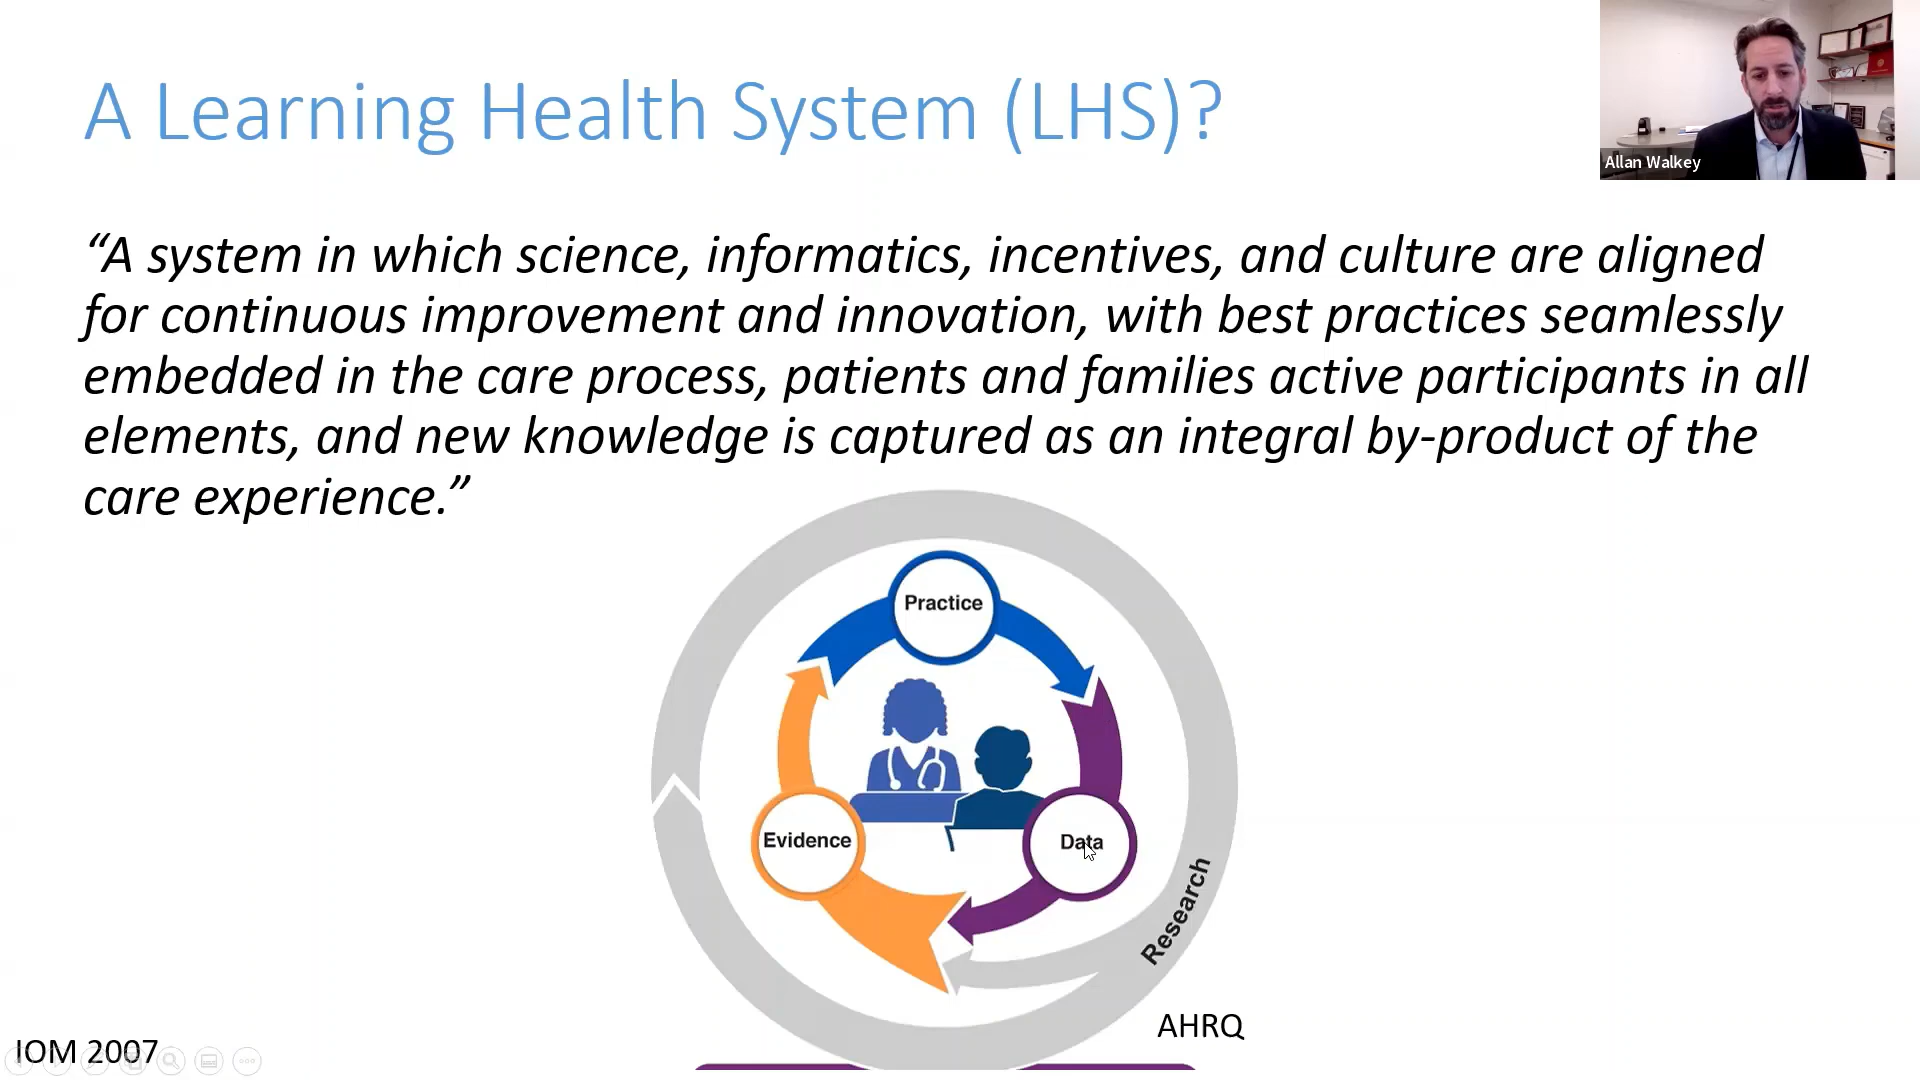 A Learning Health System (LHS)?
Allan Walkey
“A system in which science, informatics, incentives, and culture are aligned
for continuous improvement and innovation, with best practices seamlessly
embedded in the care process, patients and families active participants in all
elements, and new knowledge is captured as an integral by-product of the
care experience.”
Practice
Evidence
Data
Research
AHRQ
IOM 2007